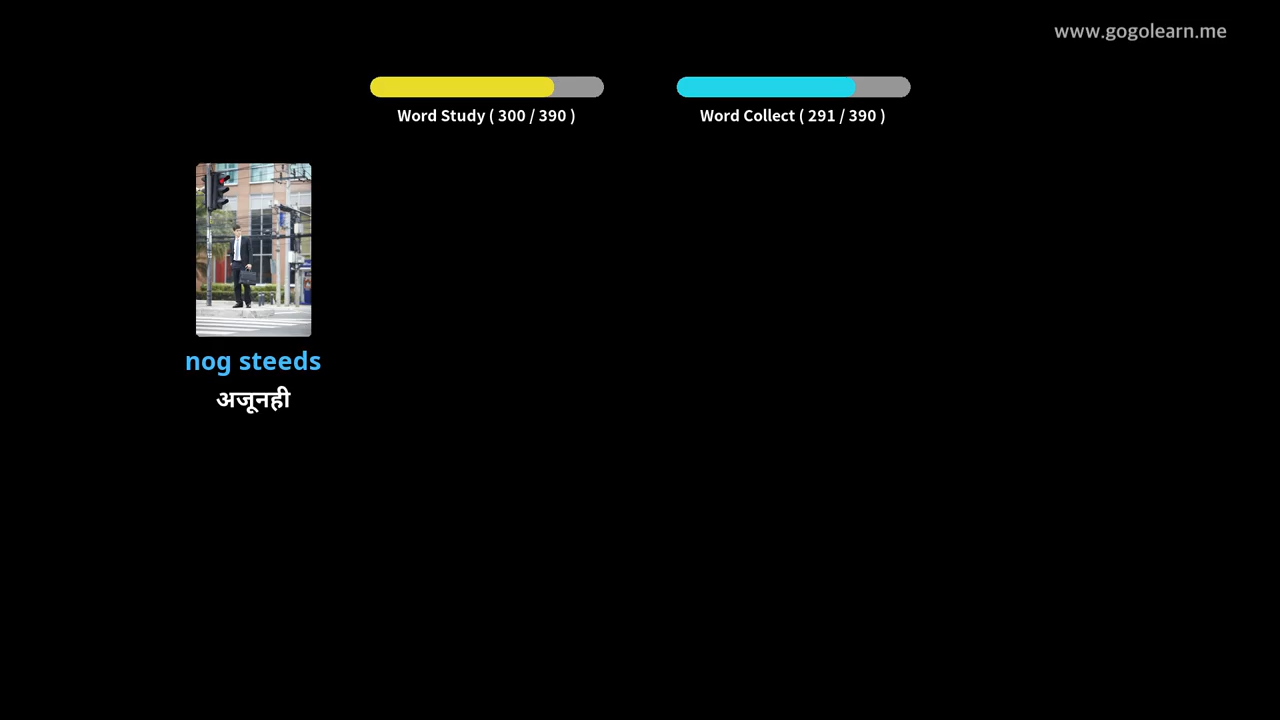 www.gogolearn.me
Word Study ( 300 / 390 )
Word Collect ( 291 / 390 )
nog steeds
अजूनही